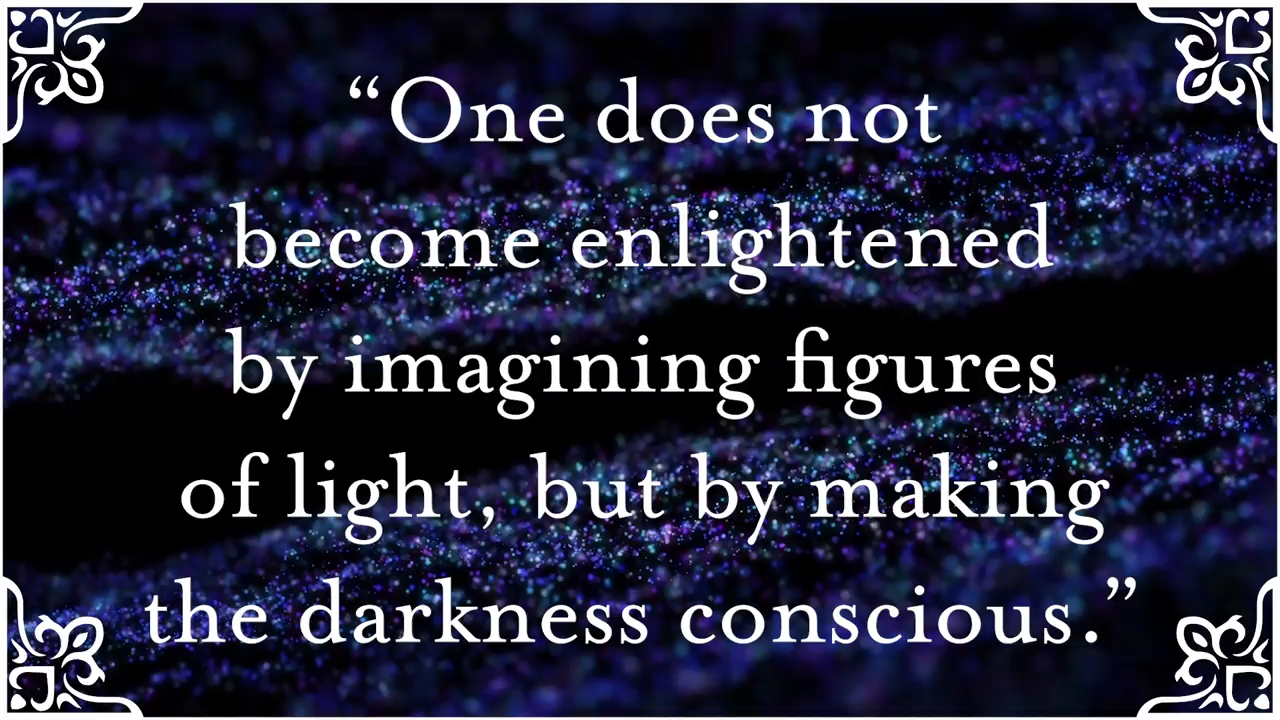 “One does not
become enlightened
by imagining figures
of light, but by making
the darkness conscious.”